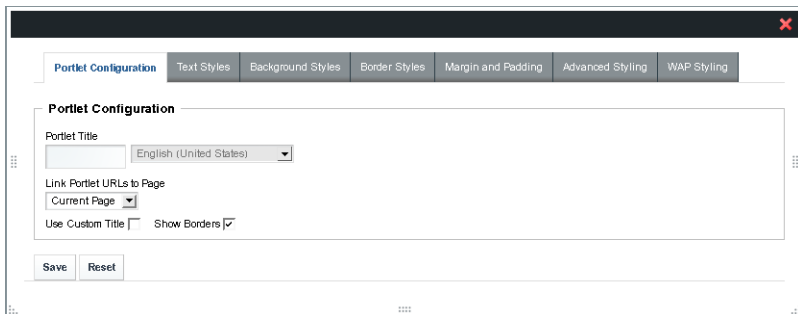 Portlet Configuration Text Styles Background Styles Border Styles Margin and Padding Advanced Styling WAP Styling
Portlet Configuration
Portlet Title
English (United States)
Link Portlet URLs to Page
Current Page
Use Custom Title Show Borders
Save Reset